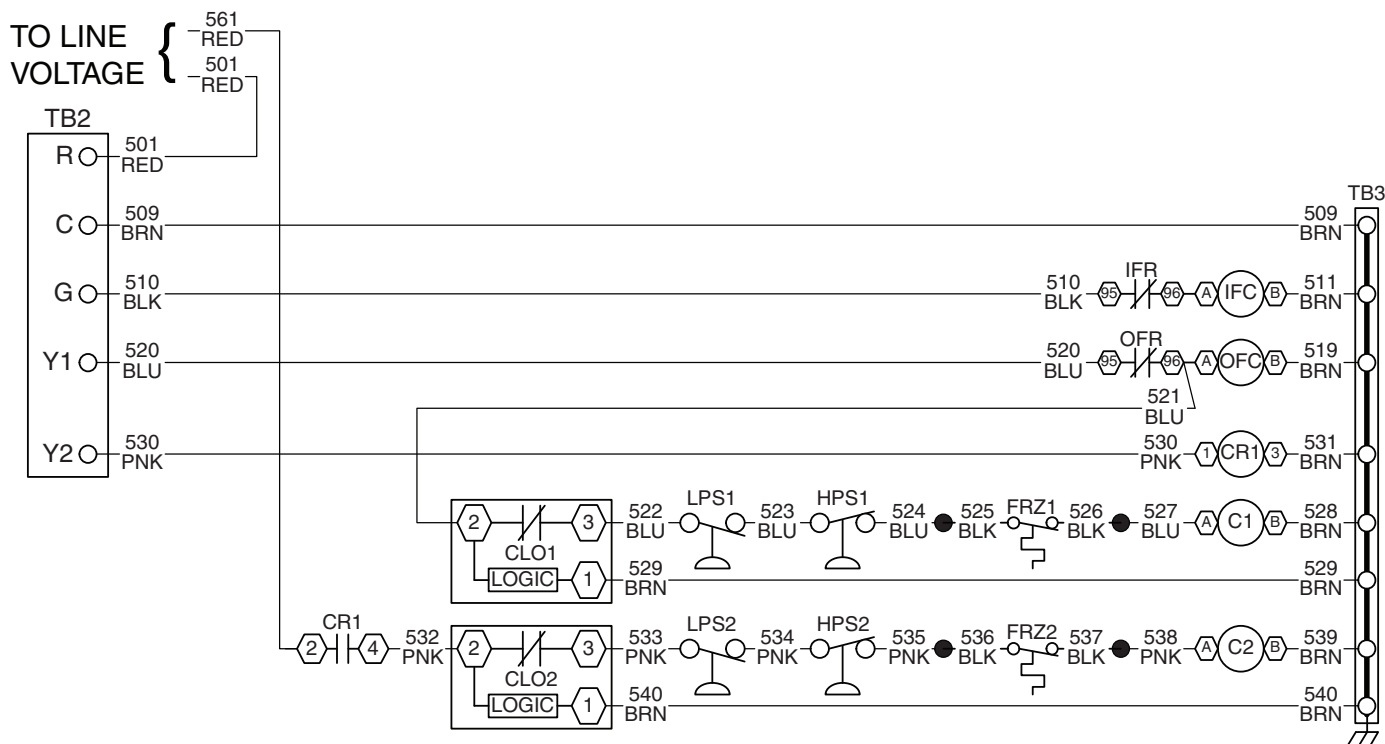 561
RED
TO LINE
VOLTAGE
{
501
RED
TB2
R
501
RED
TB3
C
509
BRN
509
BRN
G
510
BLK
510
BLK
95
IFR
96
A
IFC
B
511
BRN
Y1
520
BLU
520
BLU
95
OFR
96
A
OFC
B
519
BRN
521
BLU
Y2
530
PNK
530
PNK
1
CR1
3
531
BRN
2
CLO1
3
522
BLU
LPS1
523
BLU
HPS1
524
BLU
525
BLK
FRZ1
526
BLK
527
BLU
A
C1
B
528
BRN
LOGIC
1
529
BRN
529
BRN
2
CR1
4
532
PNK
2
CLO2
3
533
PNK
LPS2
534
PNK
HPS2
535
PNK
536
BLK
FRZ2
537
BLK
538
PNK
A
C2
B
539
BRN
LOGIC
1
540
BRN
540
BRN